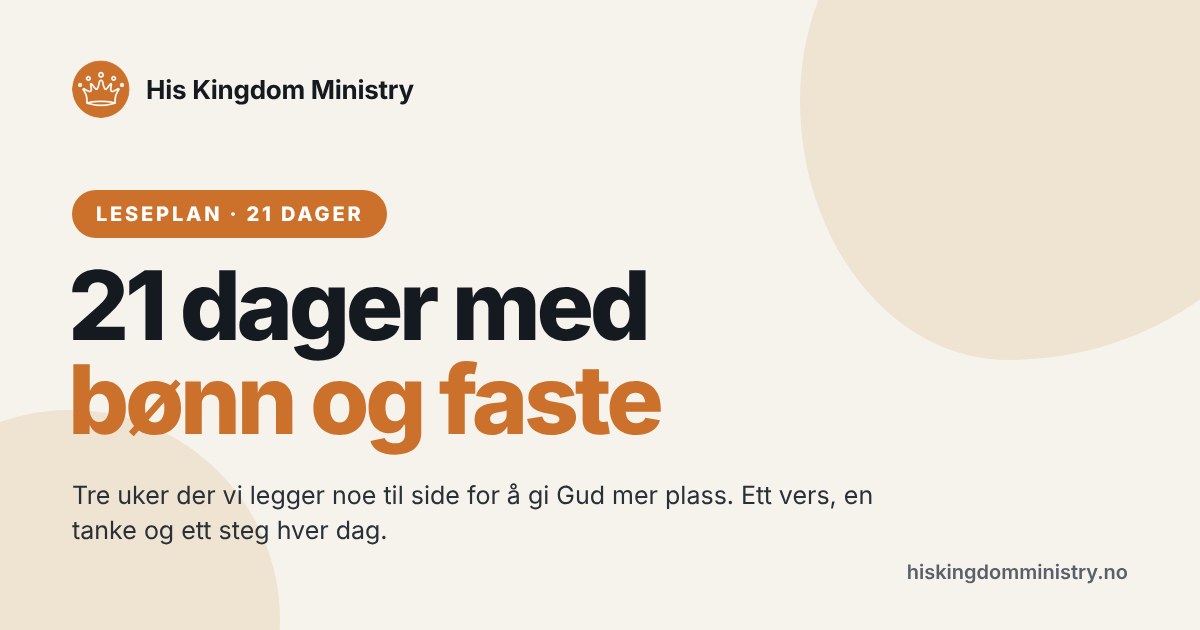 His Kingdom Ministry
LESEPLAN · 21 DAGER
21 dager med
bønn og faste
Tre uker der vi legger noe til side for å gi Gud mer plass. Ett vers, en
tanke og ett steg hver dag.
hiskingdomministry.no